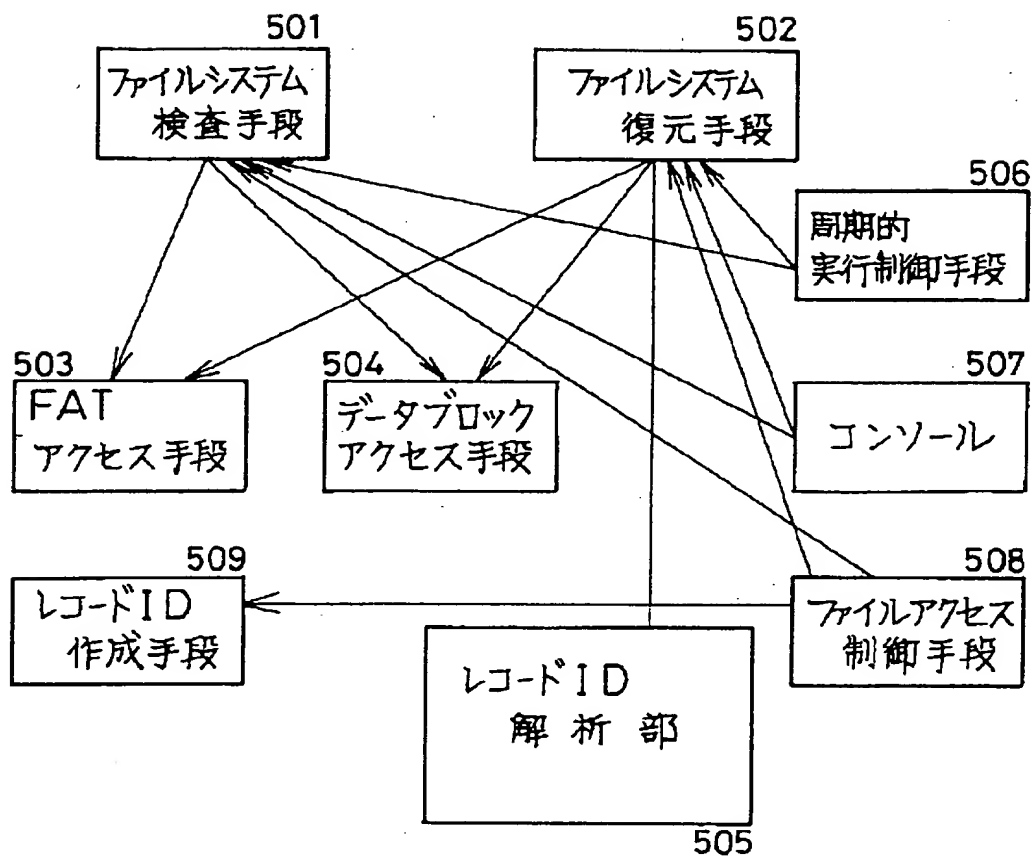 501
ファイルシステム
検査手段
502
ファイルシステム
復元手段
506
周期的
実行制御手段
503
FAT
アクセス手段
504
データブロック
アクセス手段
507
コンソール
509
レコードID
作成手段
508
ファイルアクセス
制御手段
レコードID
解析部
505